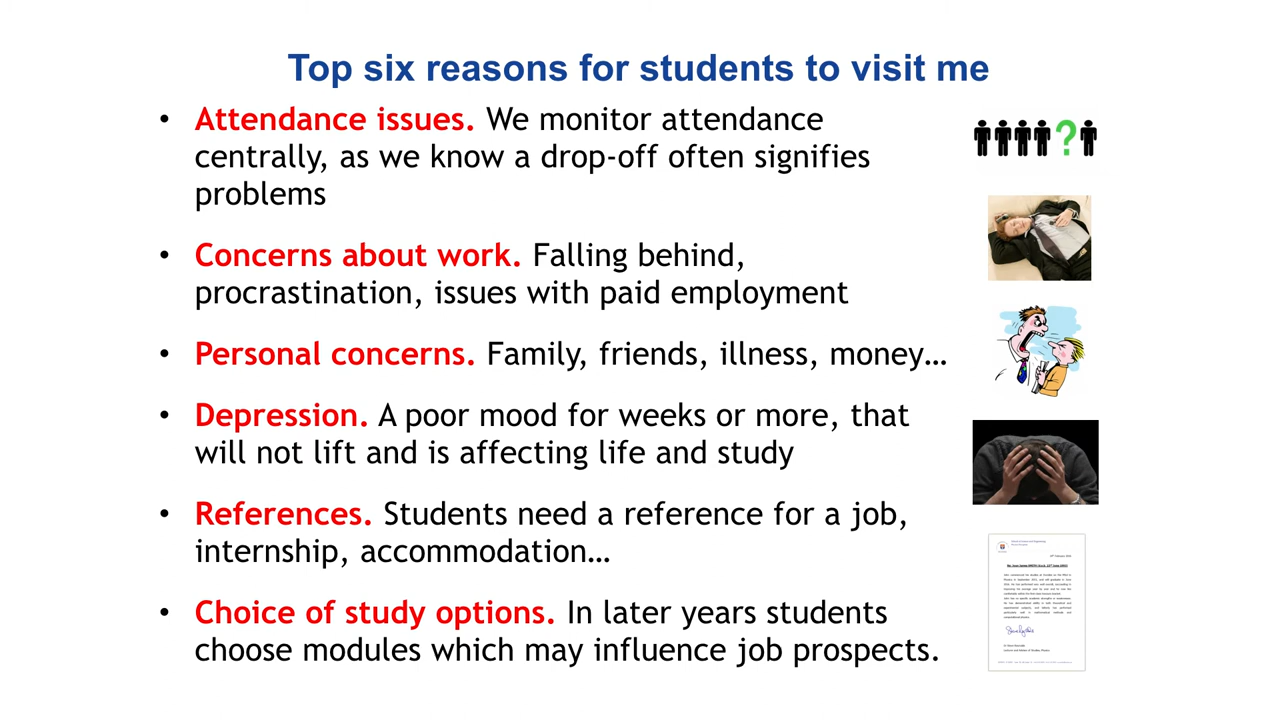 Top six reasons for students to visit me
• Attendance issues. We monitor attendance
centrally, as we know a drop-off often signifies
problems
• Concerns about work. Falling behind,
procrastination, issues with paid employment
• Personal concerns. Family, friends, illness, money…
• Depression. A poor mood for weeks or more, that
will not lift and is affecting life and study
• References. Students need a reference for a job,
internship, accommodation…
• Choice of study options. In later years students
choose modules which may influence job prospects.
?